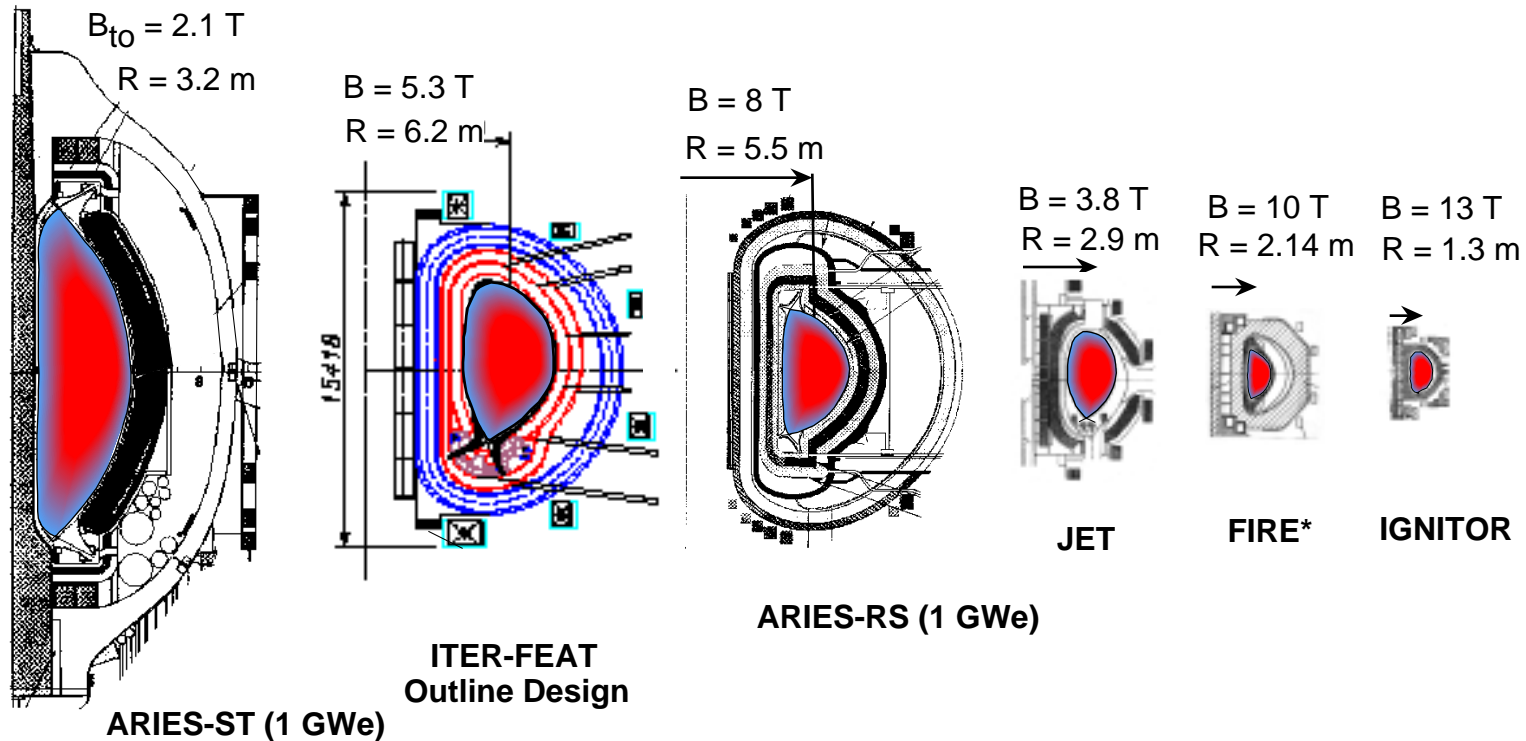 B_to = 2.1 T
R = 3.2 m
B = 5.3 T
R = 6.2 m
B = 8 T
R = 5.5 m
B = 3.8 T
R = 2.9 m
B = 10 T
R = 2.14 m
B = 13 T
R = 1.3 m
15418
8
JET
FIRE*
IGNITOR
ARIES-RS (1 GWe)
ITER-FEAT
Outline Design
ARIES-ST (1 GWe)